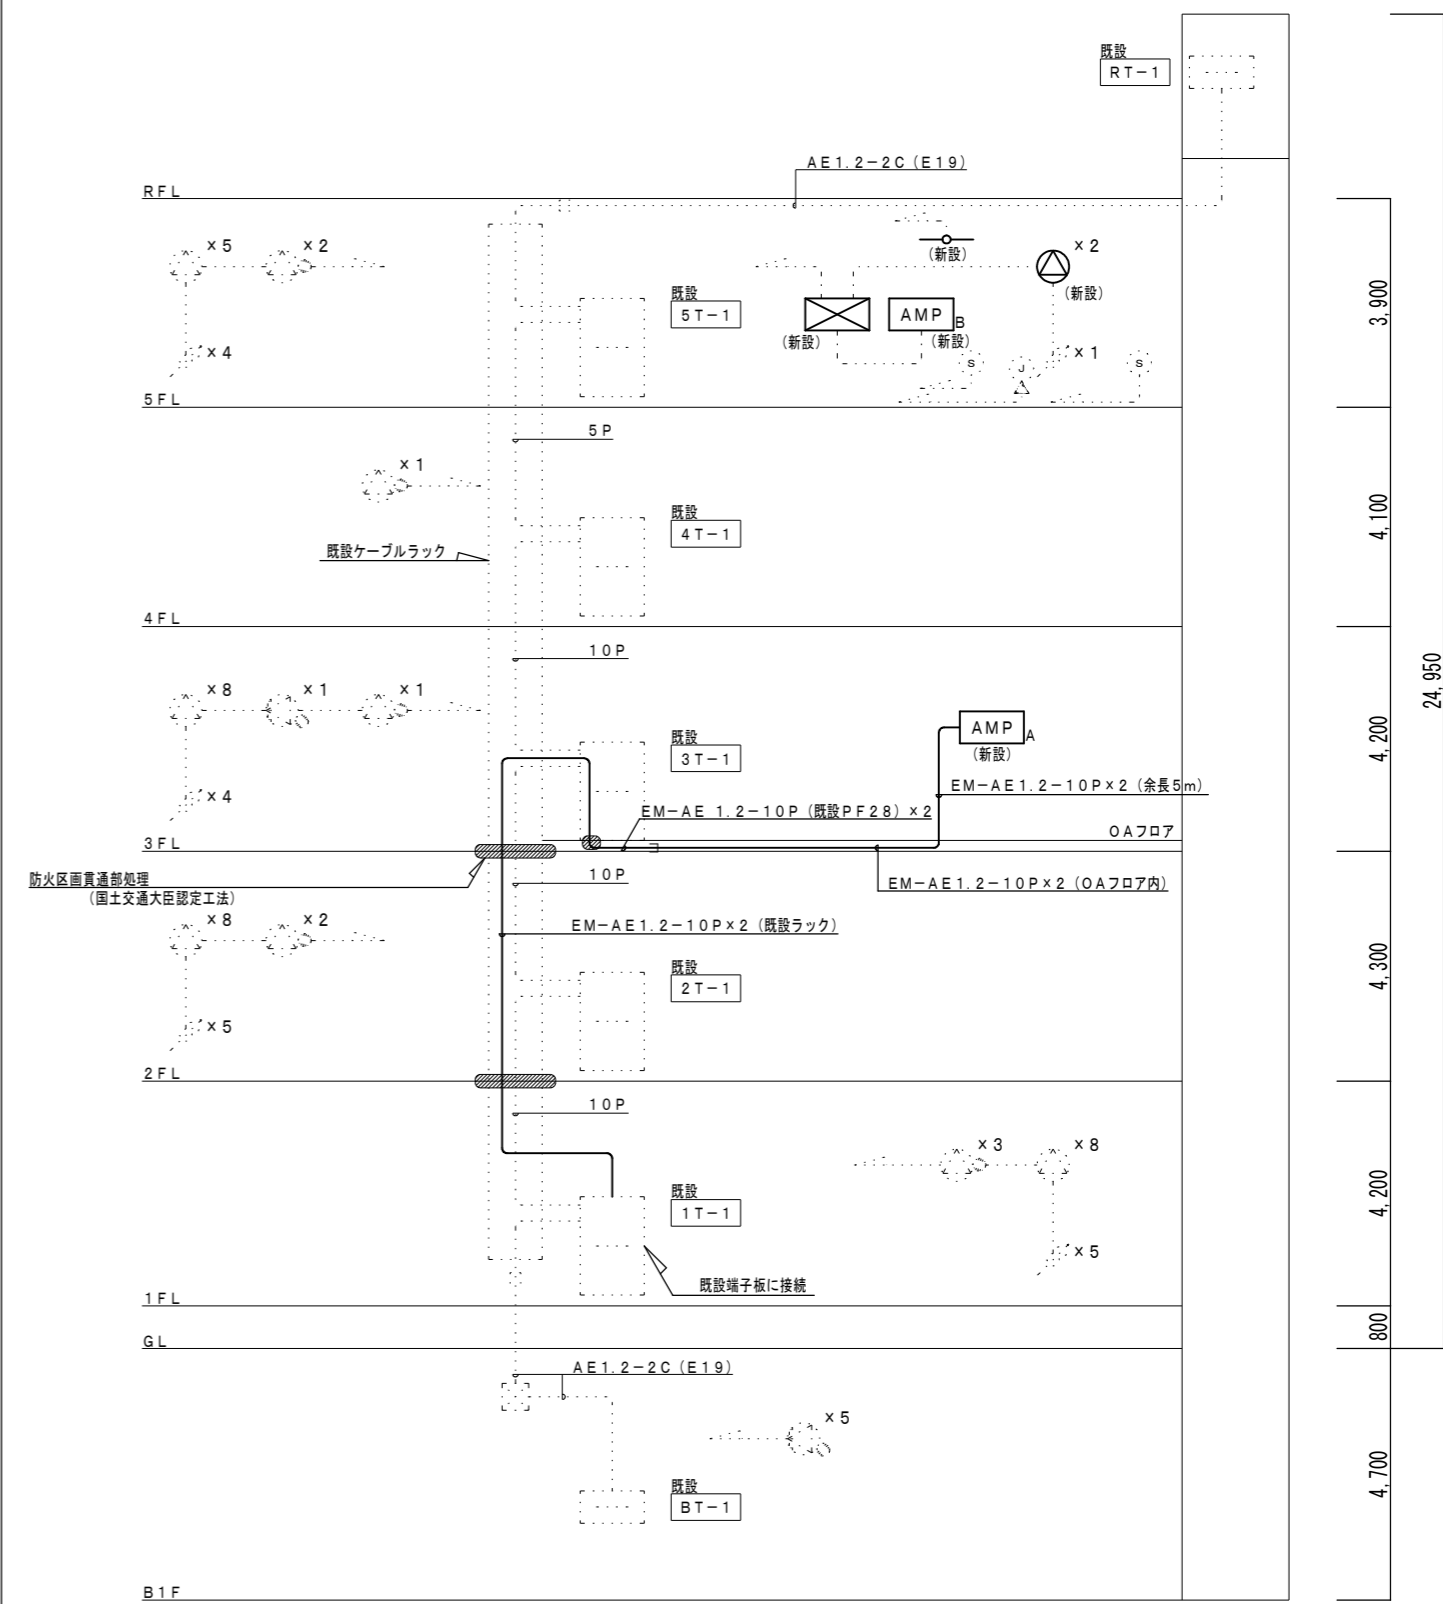 既設
RT-1
AE1.2-2C(E19)
RFL
×5
×2
×4
既設
5T-1
(新設)
×2
(新設)
(新設)
AMP
B
(新設)
S
J
×1
S
3,900
5FL
5P
×1
既設
4T-1
既設ケーブルラック
4,100
4FL
10P
24,950
×8
×1
×1
×4
既設
3T-1
AMP
A
(新設)
4,200
EM-AE1.2-10P×2(余長5m)
EM-AE 1.2-10P(既設PF28)×2
OAフロア
3FL
防火区画貫通部処理
(国土交通大臣認定工法)
10P
EM-AE1.2-10P×2(OAフロア内)
×8
×2
×5
EM-AE1.2-10P×2(既設ラック)
既設
2T-1
4,300
2FL
10P
×3
×8
×5
既設
1T-1
4,200
既設端子板に接続
1FL
800
GL
AE1.2-2C(E19)
×5
既設
BT-1
4,700
B1F